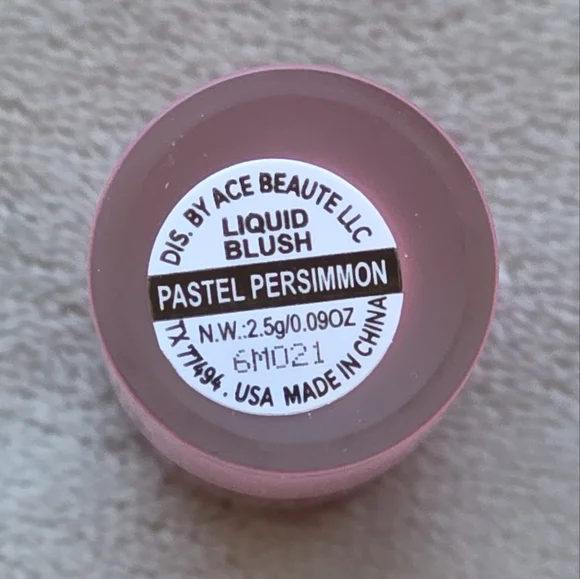 DIS. BY ACE BEAUTE LLC
LIQUID
BLUSH
PASTEL PERSIMMON
N.W.:2.5g/0.09OZ
6M021
TX 77494. USA MADE IN CHINA